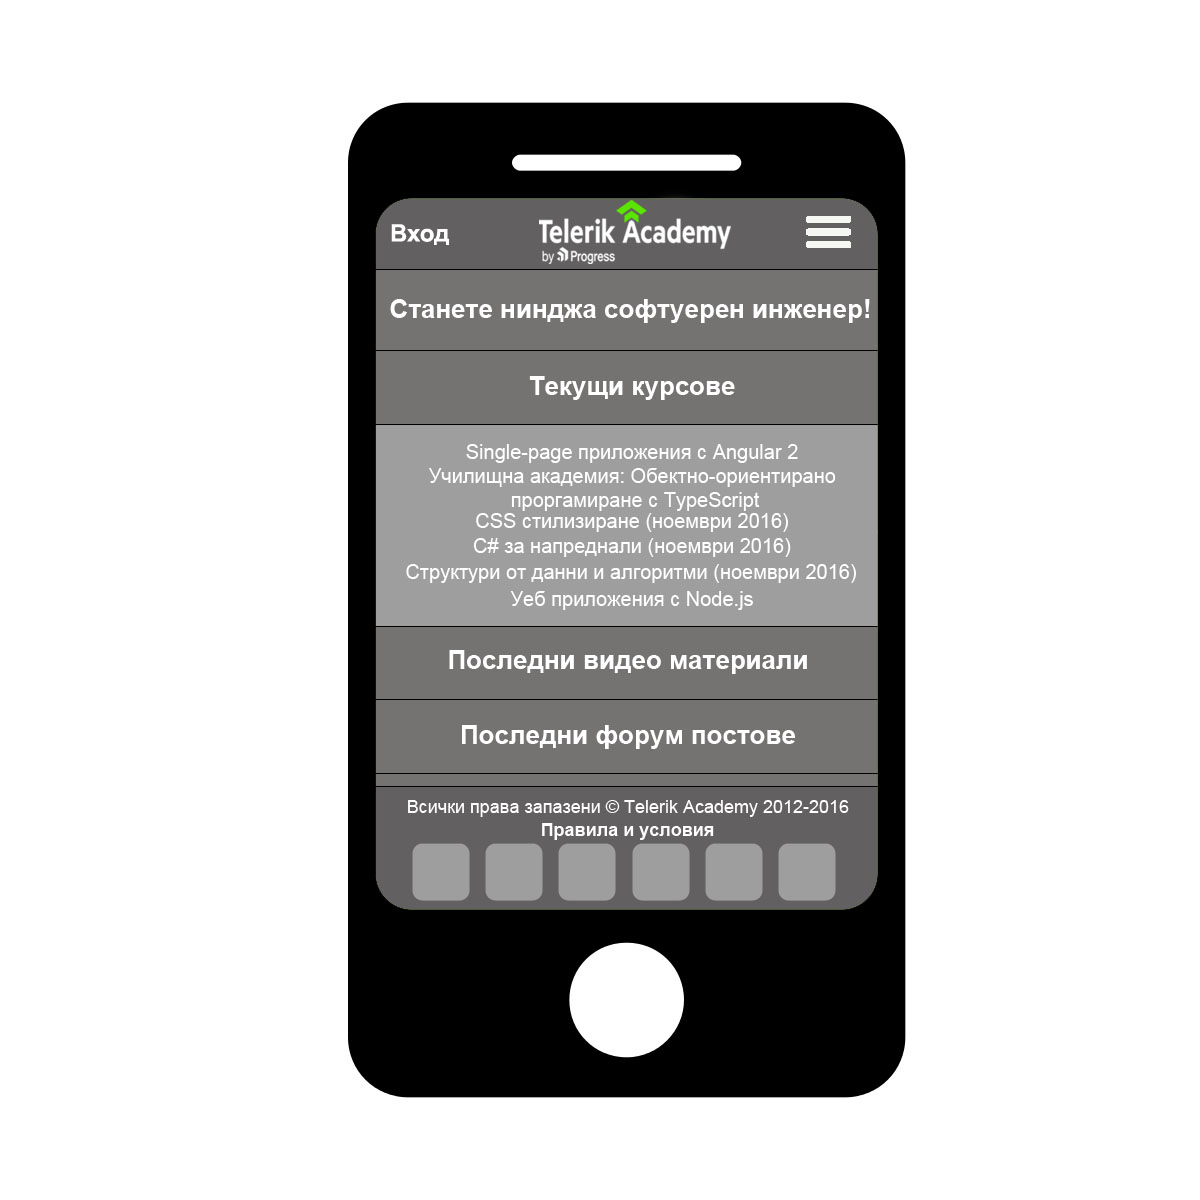 Вход
Telerik Academy
by Progress
Станете нинджа софтуерен инженер!
Текущи курсове
Single-page приложения с Angular 2
Училищна академия: Обектно-ориентирано
проргамиране с TypeScript
CSS стилизиране (ноември 2016)
C# за напреднали (ноември 2016)
Структури от данни и алгоритми (ноември 2016)
Уеб приложения с Node.js
Последни видео материали
Последни форум постове
Всички права запазени © Telerik Academy 2012-2016
Правила и условия